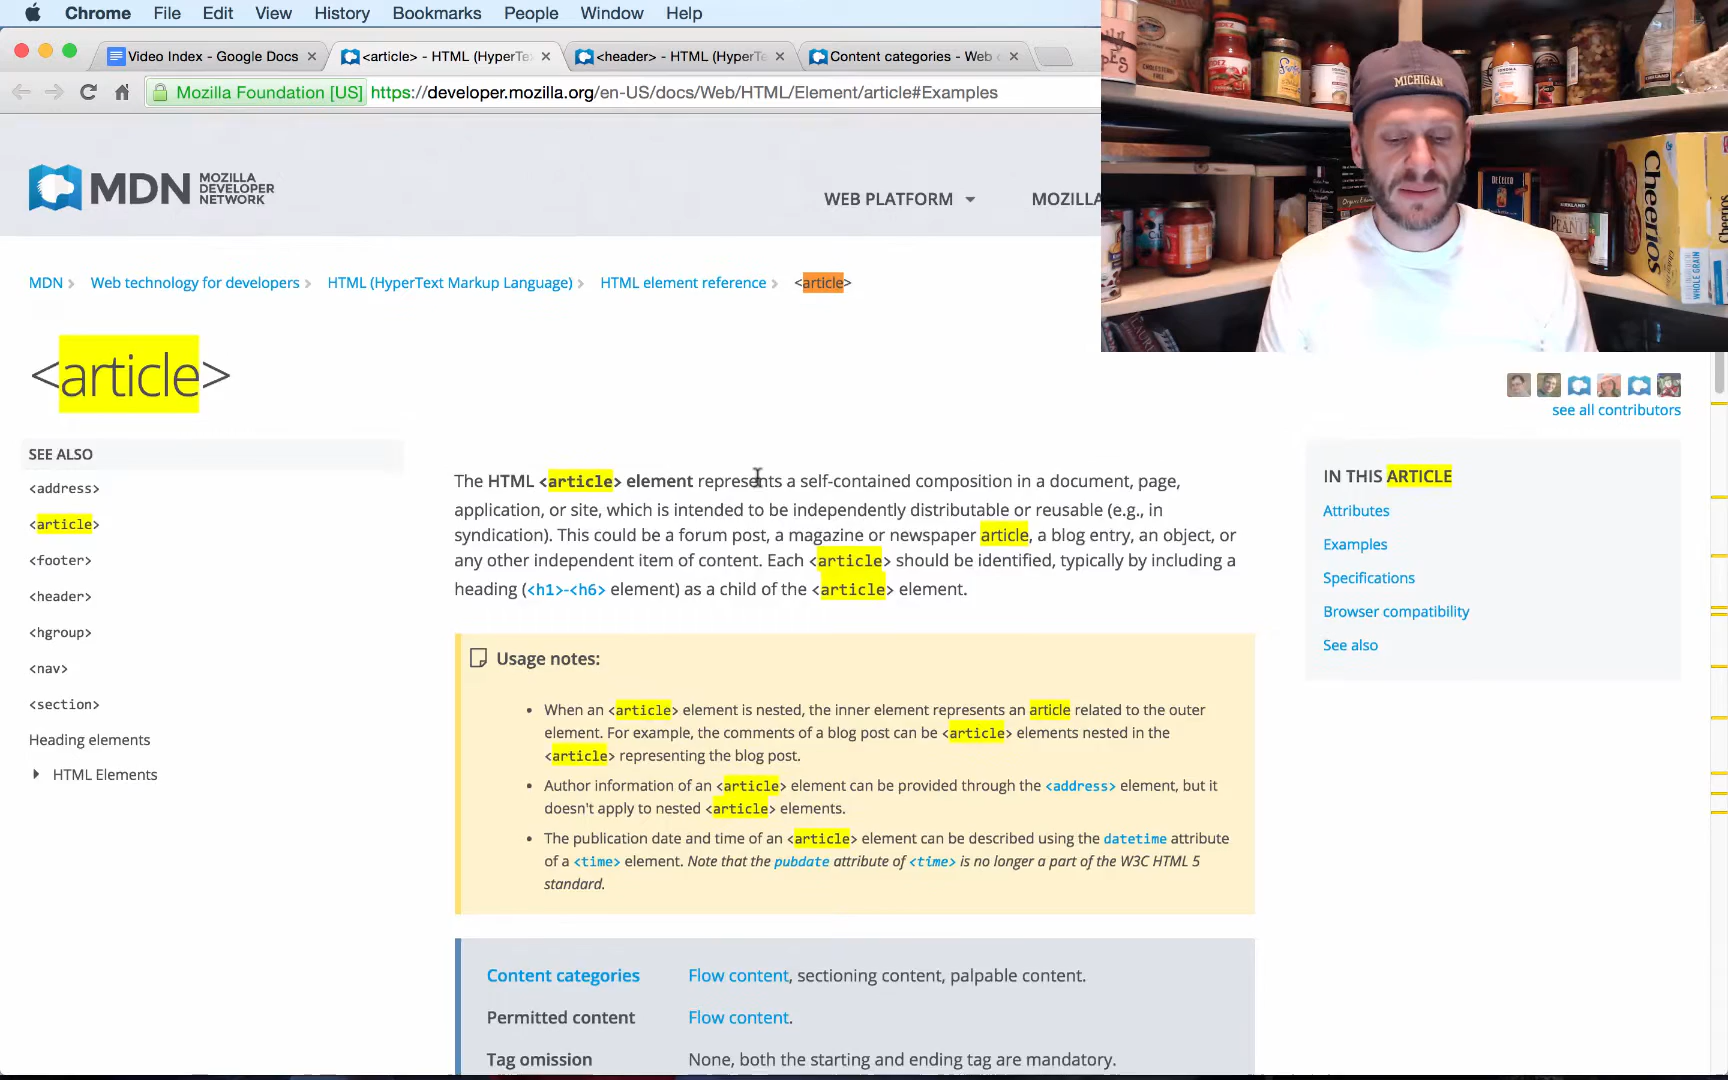 Chrome File Edit View History Bookmarks People Window Help
Video Index - Google Docs
<article> - HTML (HyperTe
<header> - HTML (HyperTe
Content categories - Web
Mozilla Foundation [US] https://developer.mozilla.org/en-US/docs/Web/HTML/Element/article#Examples
MDN MOZILLA DEVELOPER NETWORK
WEB PLATFORM
MOZILLA
MICHIGAN
DE CECCO
KIRKLAND
Cheerios
WHOLE GRAIN
MDN Web technology for developers HTML (HyperText Markup Language) HTML element reference <article>
<article>
see all contributors
SEE ALSO
<address>
<article>
<footer>
<header>
<hgroup>
<nav>
<section>
Heading elements
HTML Elements
The HTML <article> element represents a self-contained composition in a document, page,
application, or site, which is intended to be independently distributable or reusable (e.g., in
syndication). This could be a forum post, a magazine or newspaper article, a blog entry, an object, or
any other independent item of content. Each <article> should be identified, typically by including a
heading (<h1>-<h6> element) as a child of the <article> element.
Usage notes:
• When an <article> element is nested, the inner element represents an article related to the outer
element. For example, the comments of a blog post can be <article> elements nested in the
<article> representing the blog post.
• Author information of an <article> element can be provided through the <address> element, but it
doesn't apply to nested <article> elements.
• The publication date and time of an <article> element can be described using the datetime attribute
of a <time> element. Note that the pubdate attribute of <time> is no longer a part of the W3C HTML 5
standard.
Content categories Flow content, sectioning content, palpable content.
Permitted content Flow content.
Tag omission None, both the starting and ending tag are mandatory.
IN THIS ARTICLE
Attributes
Examples
Specifications
Browser compatibility
See also